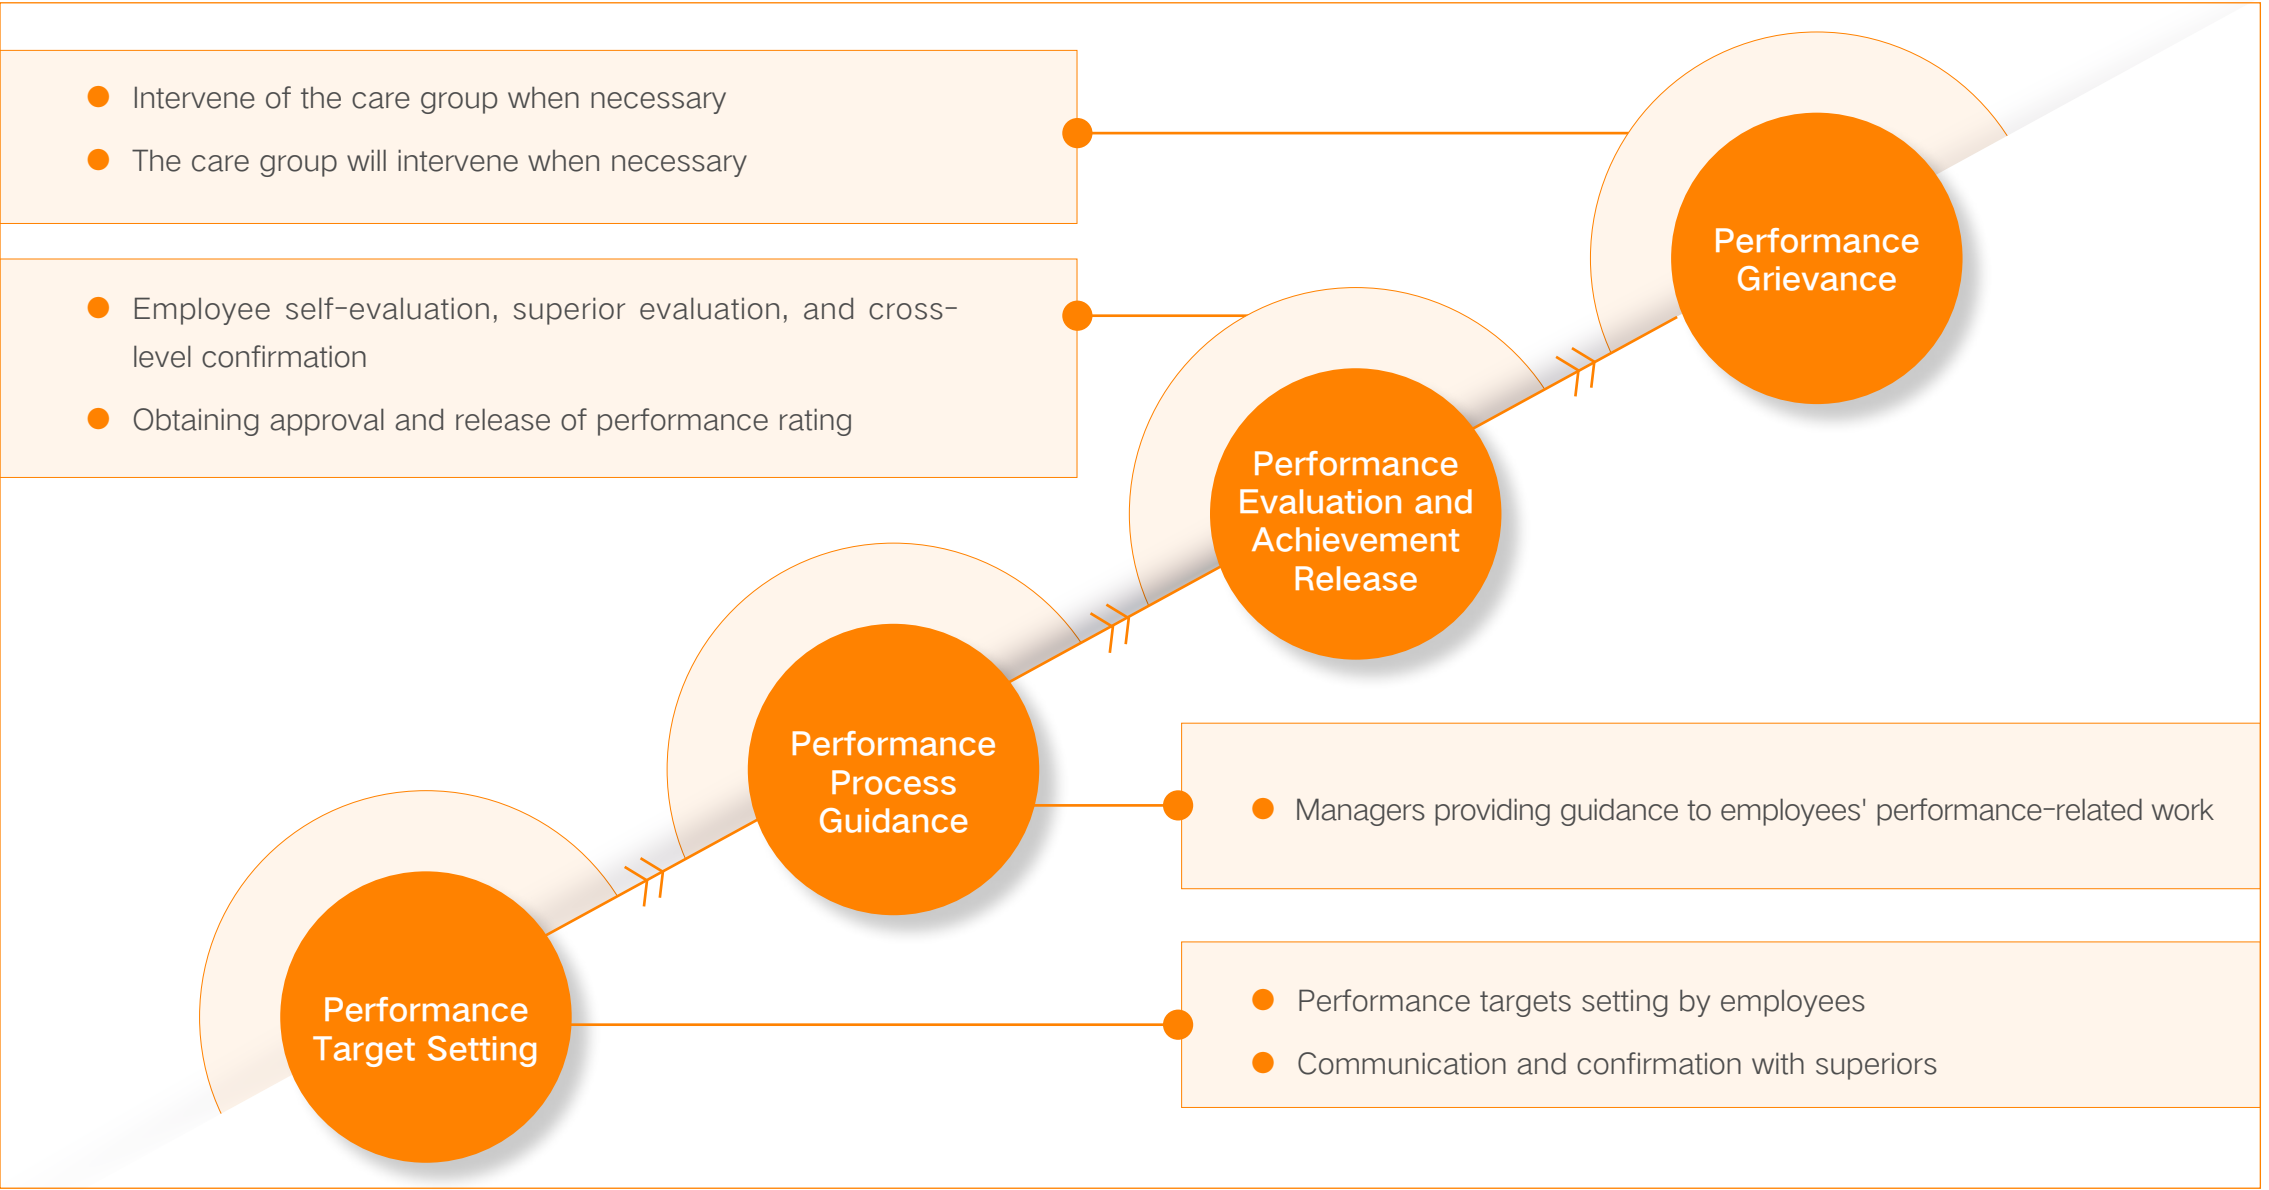 Intervene of the care group when necessary
The care group will intervene when necessary
Performance
Grievance
Employee self-evaluation, superior evaluation, and cross-
level confirmation
Obtaining approval and release of performance rating
Performance
Evaluation and
Achievement
Release
Performance
Process
Guidance
Managers providing guidance to employees' performance-related work
Performance
Target Setting
Performance targets setting by employees
Communication and confirmation with superiors